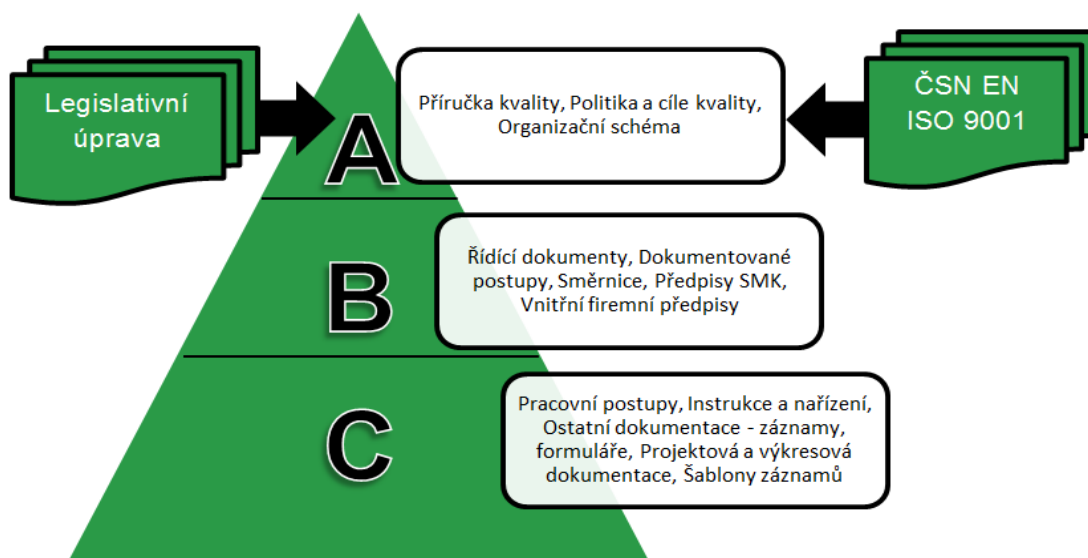 Legislativní
úprava
A
Příručka kvality, Politika a cíle kvality,
Organizační schéma
ČSN EN
ISO 9001
B
Řídící dokumenty, Dokumentované
postupy, Směrnice, Předpisy SMK,
Vnitřní firemní předpisy
C
Pracovní postupy, Instrukce a nařízení,
Ostatní dokumentace - záznamy,
formuláře, Projektová a výkresová
dokumentace, Šablony záznamů